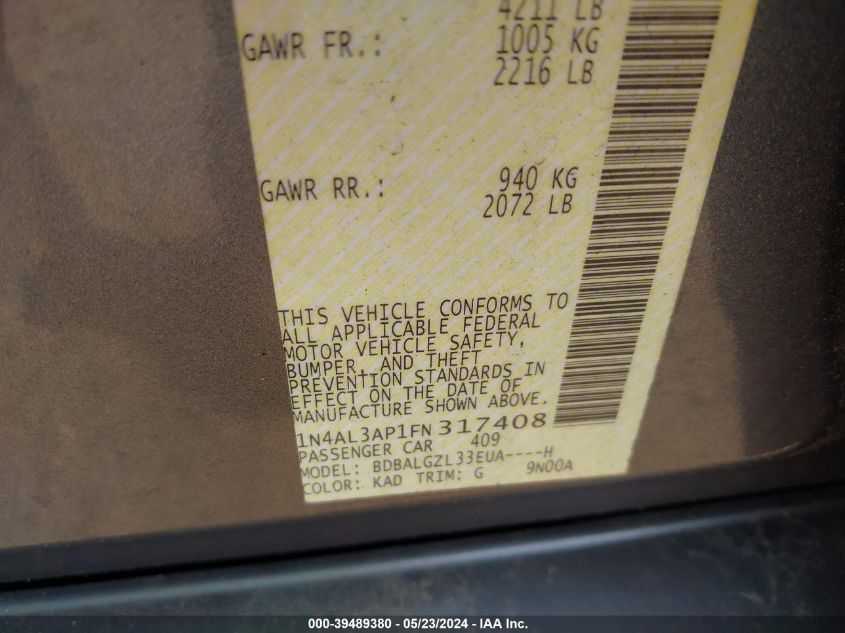 4211 LB
GAWR FR.: 1005 KG
2216 LB
GAWR RR.: 940 KG
2072 LB
THIS VEHICLE CONFORMS TO
ALL APPLICABLE FEDERAL
MOTOR VEHICLE SAFETY,
BUMPER, AND THEFT
PREVENTION STANDARDS IN
EFFECT ON THE DATE OF
MANUFACTURE SHOWN ABOVE.
1N4AL3AP1FN 317408
PASSENGER CAR 409
MODEL: BDBALGZL33EUA----H
COLOR: KAD TRIM: G 9N00A
000-39489380 - 05/23/2024 - IAA Inc.